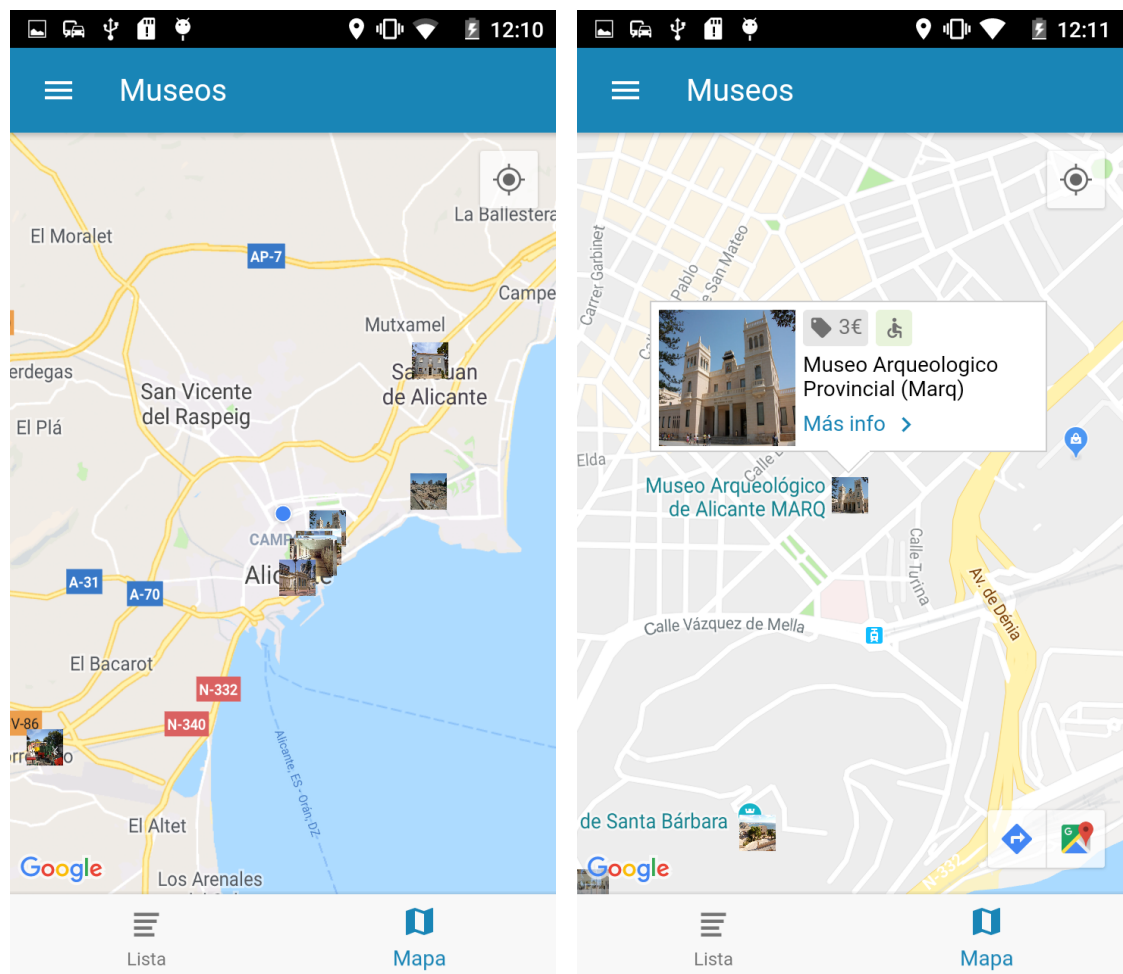 12:10
Museos
La Ballestera
El Moralet
AP-7
Campe
Mutxamel
erdegas
San Vicente
del Raspeig
de Alicante
El Plá
CAMP
A-31
A-70
El Bacarot
N-332
V-86
N-340
Alicante, ES - Orán, DZ.
El Altet
Google
Los Arenales
Lista
Mapa
12:11
Museos
Carrer Garbinet
Pablo
e San Mateo
3€
Museo Arqueologico
Provincial (Marq)
Más info
Elda
Calle
Museo Arqueológico
de Alicante MARQ
Calle Turina
Av. de Dénia
Calle Vázquez de Mella
de Santa Bárbara
N-332
Google
Lista
Mapa